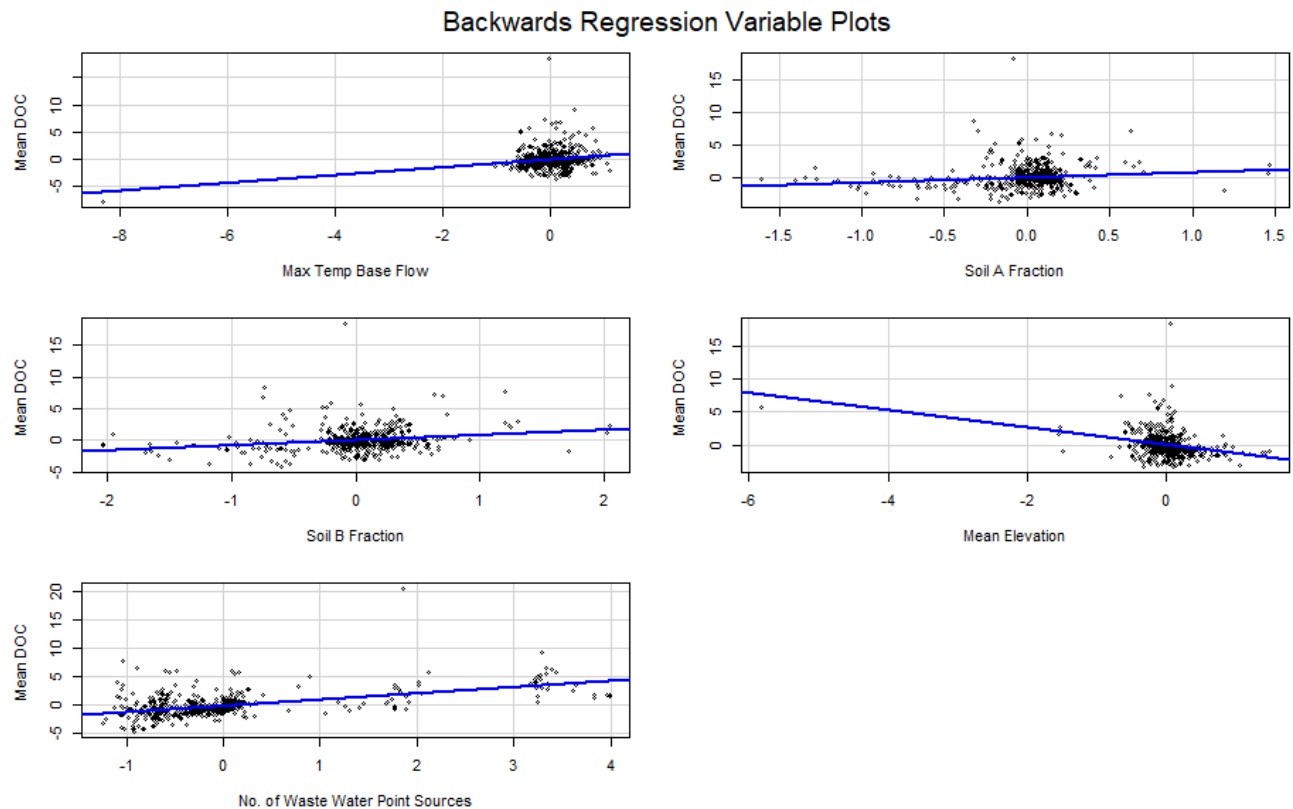 Backwards Regression Variable Plots
Mean DOC
-5 0 5 10
-8 -6 -4 -2 0
Max Temp Base Flow
Mean DOC
0 5 10 15
-1.5 -1.0 -0.5 0.0 0.5 1.0 1.5
Soil A Fraction
Mean DOC
-5 0 5 10 15
-2 -1 0 1 2
Soil B Fraction
Mean DOC
0 5 10 15
-6 -4 -2 0
Mean Elevation
Mean DOC
-5 0 5 10 15 20
-1 0 1 2 3 4
No. of Waste Water Point Sources